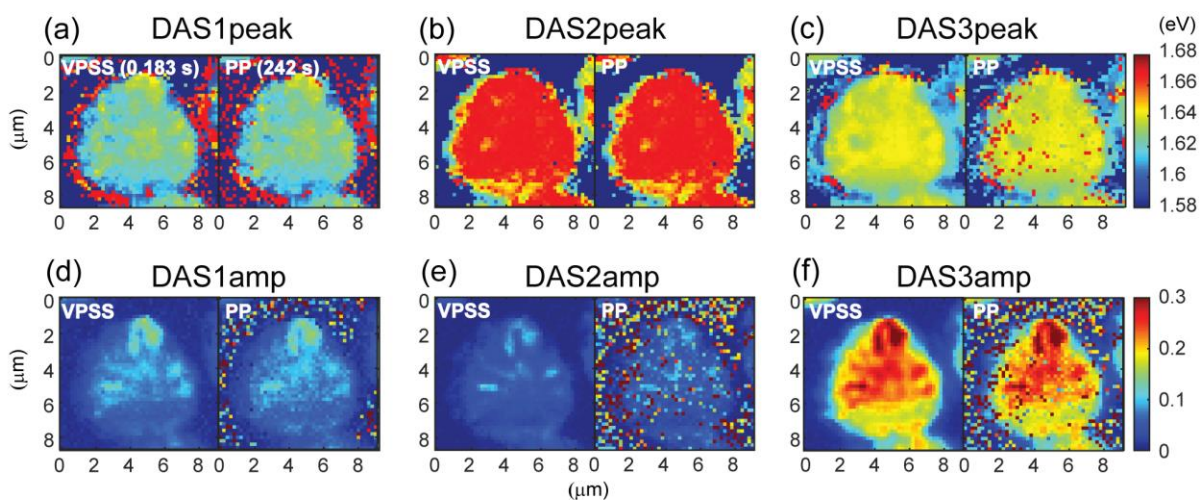 (a) DAS1peak
(b) DAS2peak
(c) DAS3peak
(eV)
VPSS (0.183 s) PP (242 s)
VPSS PP
VPSS PP
0
2
4
6
8
(μm)
0 2 4 6 8 0 2 4 6 8
0 2 4 6 8 0 2 4 6 8
0 2 4 6 8 0 2 4 6 8
1.68
1.66
1.64
1.62
1.6
1.58
(d) DAS1amp
(e) DAS2amp
(f) DAS3amp
VPSS PP
VPSS PP
VPSS PP
0
2
4
6
8
(μm)
0 2 4 6 8 0 2 4 6 8
0 2 4 6 8 0 2 4 6 8
0 2 4 6 8 0 2 4 6 8
(μm)
0.3
0.2
0.1
0